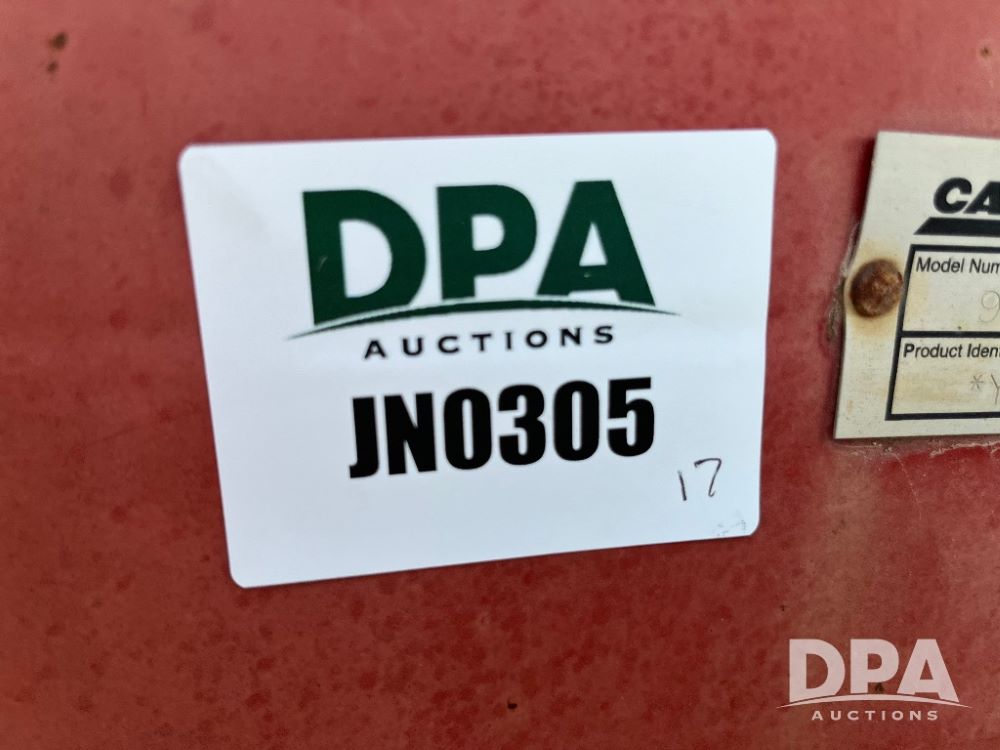 DPA
AUCTIONS
JN0305
17
CA
Model Num
9
Product Iden
*Y
DPA
AUCTIONS